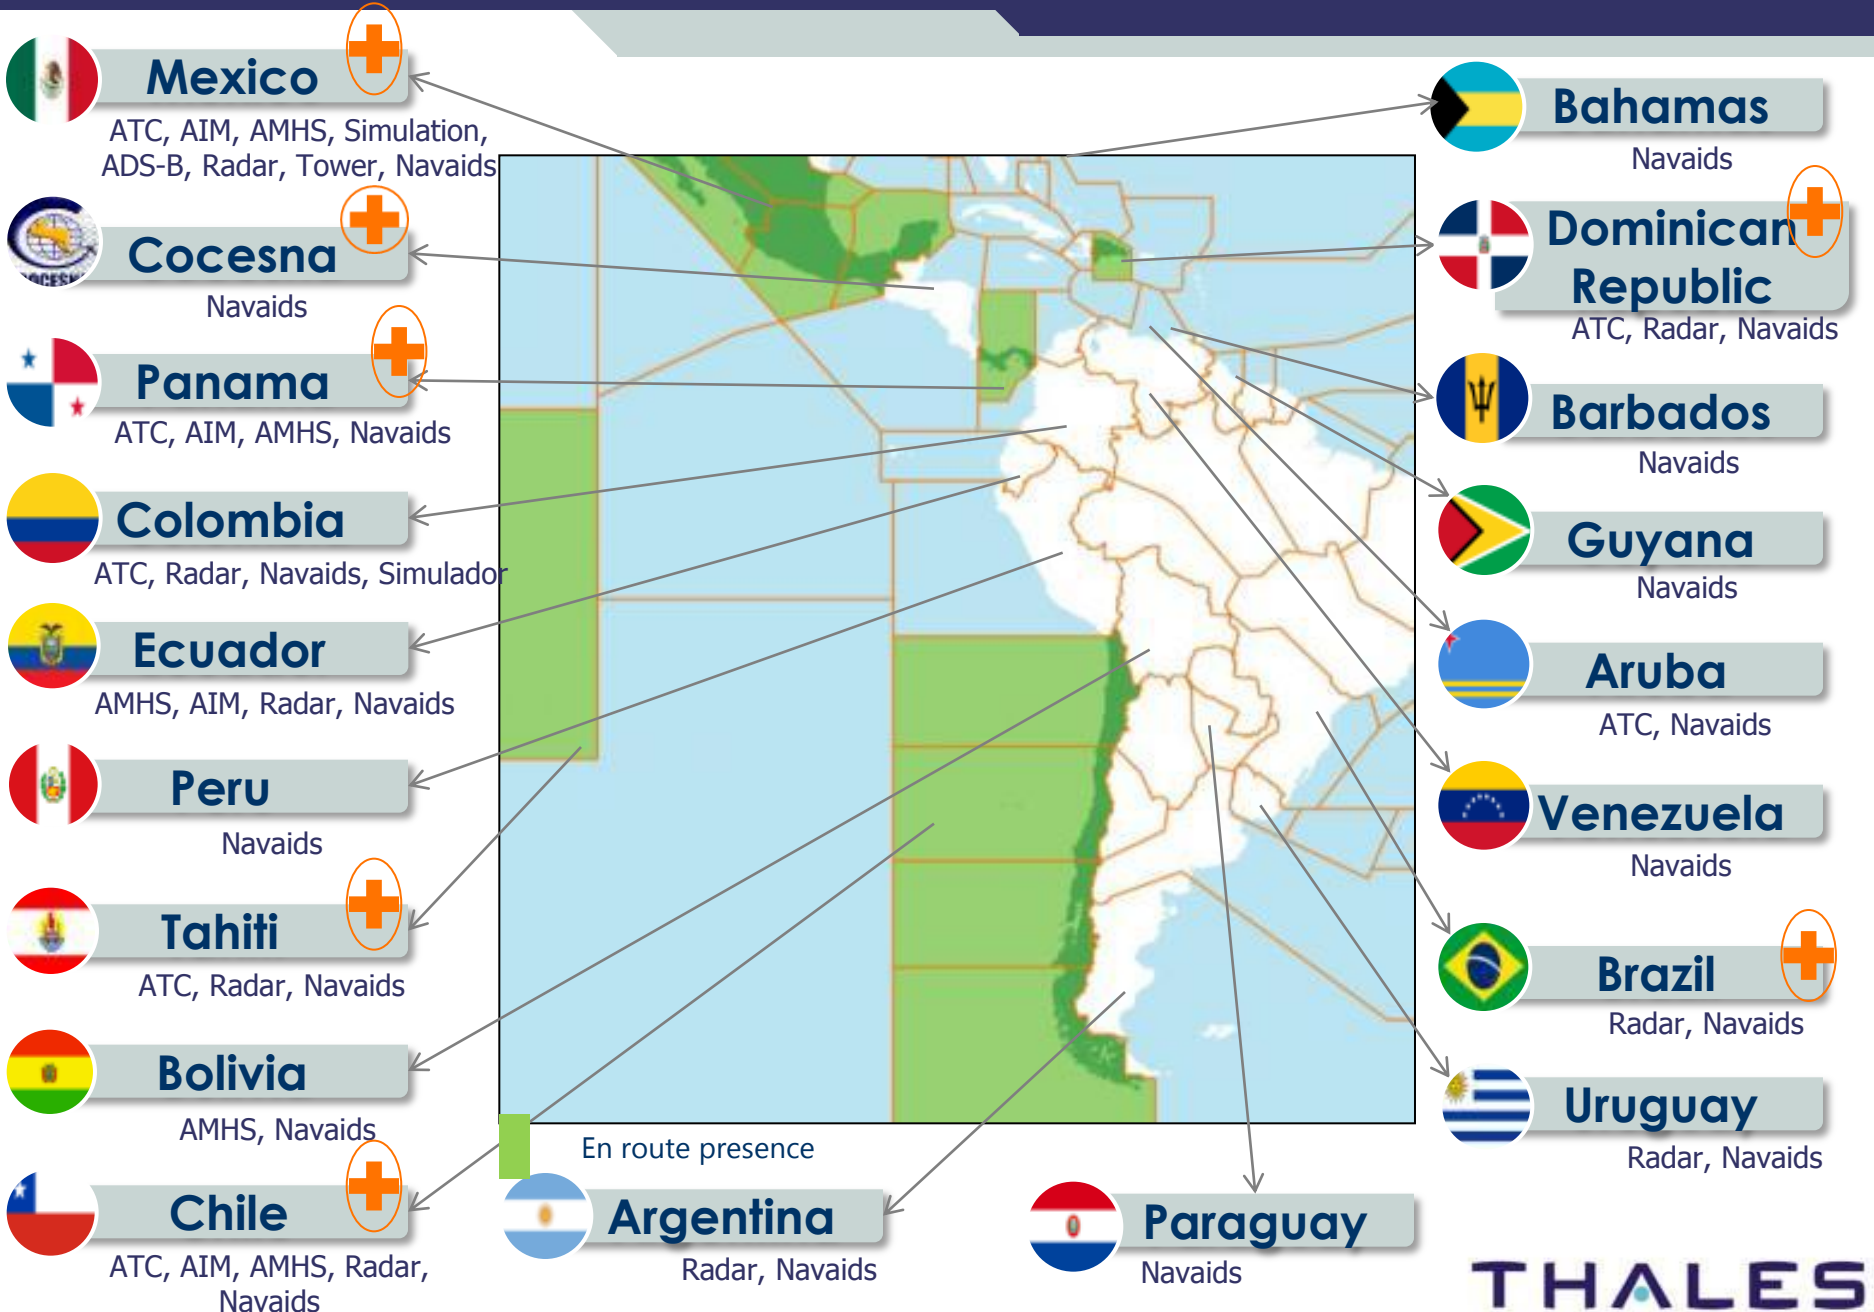 Mexico
ATC, AIM, AMHS, Simulation,
ADS-B, Radar, Tower, Navaids
Cocesna
Navaids
Panama
ATC, AIM, AMHS, Navaids
Colombia
ATC, Radar, Navaids, Simulador
Ecuador
AMHS, AIM, Radar, Navaids
Peru
Navaids
Tahiti
ATC, Radar, Navaids
Bolivia
AMHS, Navaids
Chile
ATC, AIM, AMHS, Radar,
Navaids
En route presence
Argentina
Radar, Navaids
Paraguay
Navaids
Bahamas
Navaids
Dominican
Republic
ATC, Radar, Navaids
Barbados
Navaids
Guyana
Navaids
Aruba
ATC, Navaids
Venezuela
Navaids
Brazil
Radar, Navaids
Uruguay
Radar, Navaids
THALES